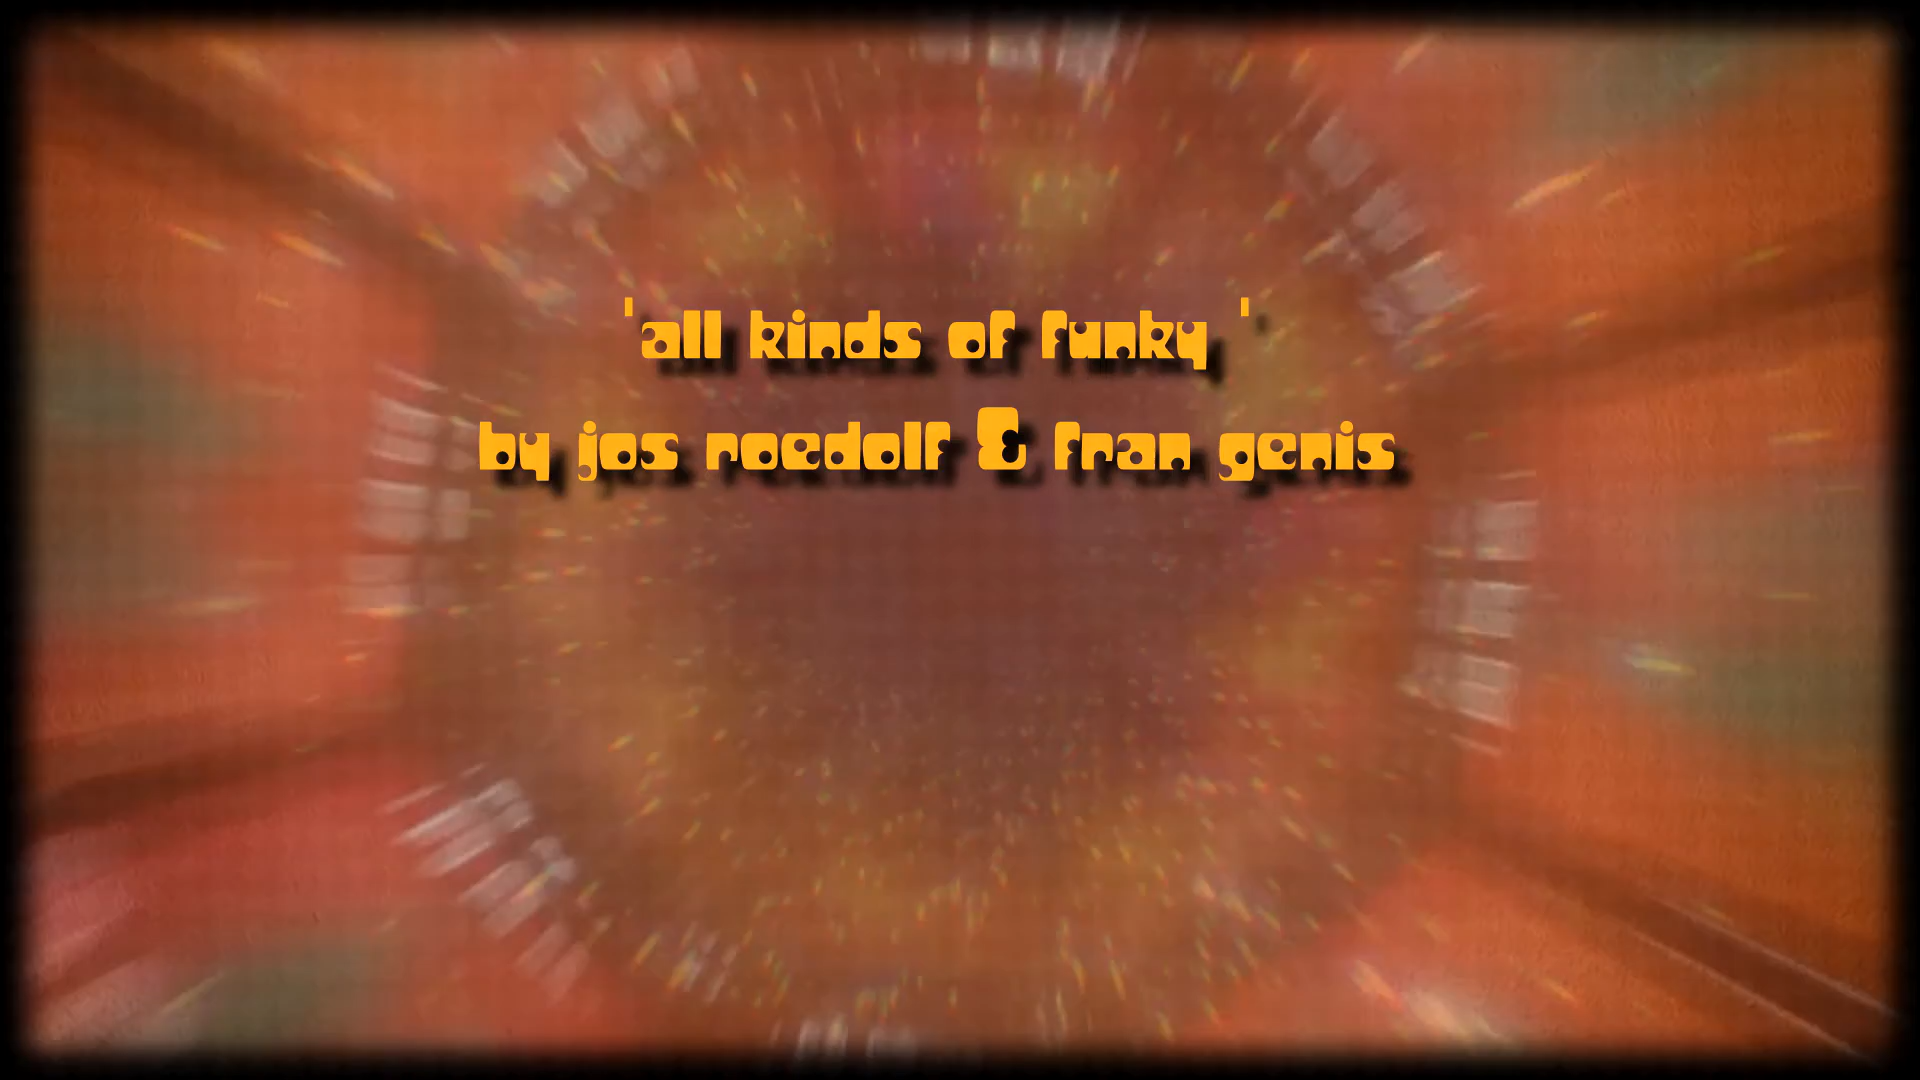 'all kinds of funky '
by jos roedolf & fran genis